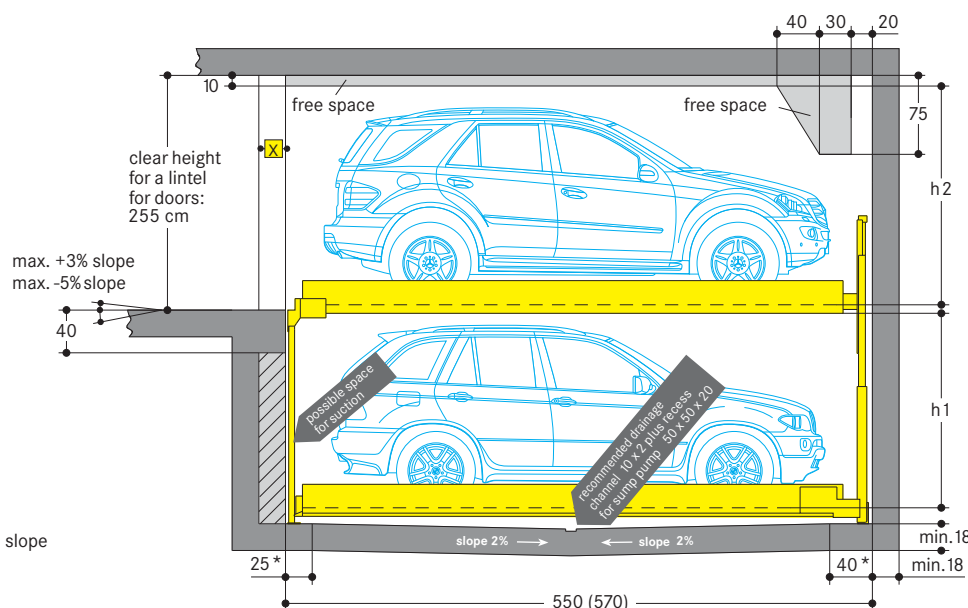 40 30 20
10
free space
free space
75
X
clear height
for a lintel
for doors:
255 cm
h2
max. +3% slope
max. -5% slope
40
possible space
for suction
recommended drainage
channel 10 x 2 plus recess
for sump pump 50 x 50 x 20
h1
slope
slope 2%
slope 2%
min.18
25 *
40 *
min.18
550 (570)